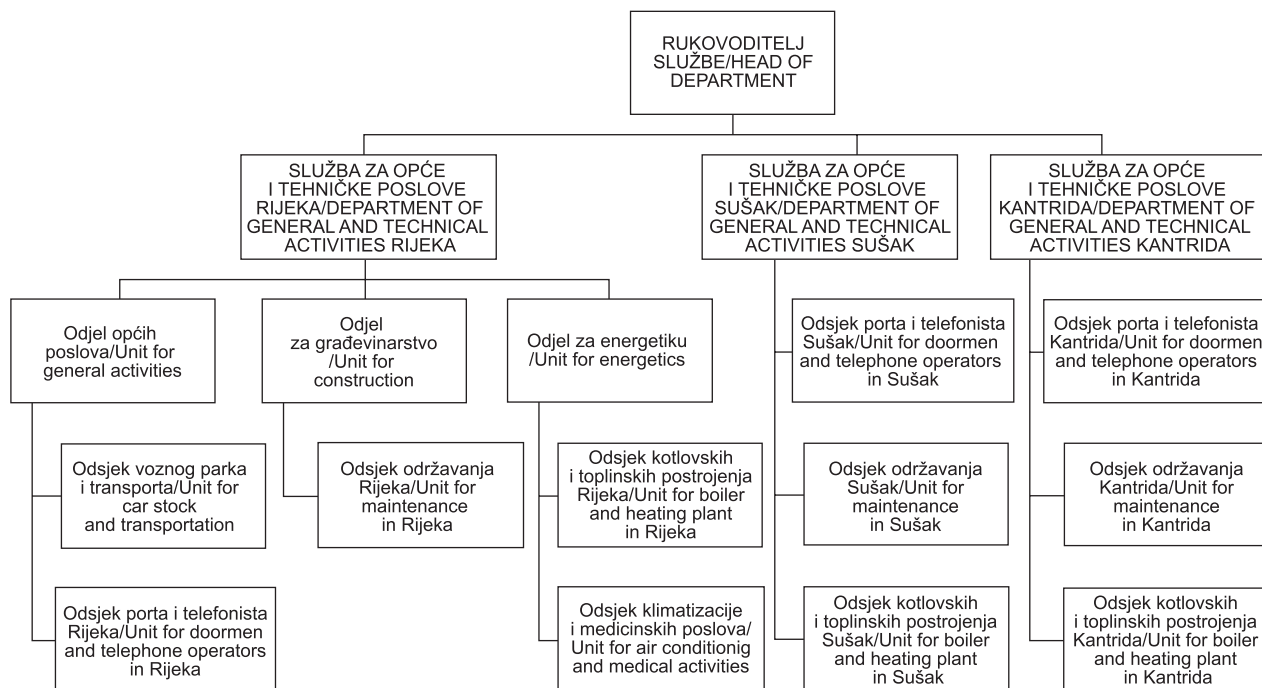 RUKOVODITELJ
SLUŽBE/HEAD OF
DEPARTMENT
SLUŽBA ZA OPĆE
I TEHNIČKE POSLOVE
RIJEKA/DEPARTMENT OF
GENERAL AND TECHNICAL
ACTIVITIES RIJEKA
SLUŽBA ZA OPĆE
I TEHNIČKE POSLOVE
SUŠAK/DEPARTMENT OF
GENERAL AND TECHNICAL
ACTIVITIES SUŠAK
SLUŽBA ZA OPĆE
I TEHNIČKE POSLOVE
KANTRIDA/DEPARTMENT OF
GENERAL AND TECHNICAL
ACTIVITIES KANTRIDA
Odjel općih
poslova/Unit for
general activities
Odjel
za građevinarstvo
/Unit for
construction
Odjel za energetiku
/Unit for energetics
Odsjek porta i telefonista
Sušak/Unit for doormen
and telephone operators
in Sušak
Odsjek porta i telefonista
Kantrida/Unit for doormen
and telephone operators
in Kantrida
Odsjek voznog parka
i transporta/Unit for
car stock
and transportation
Odsjek održavanja
Rijeka/Unit for
maintenance
in Rijeka
Odsjek kotlovskih
i toplinskih postrojenja
Rijeka/Unit for boiler
and heating plant
in Rijeka
Odsjek održavanja
Sušak/Unit for
maintenance
in Sušak
Odsjek održavanja
Kantrida/Unit for
maintenance
in Kantrida
Odsjek porta i telefonista
Rijeka/Unit for doormen
and telephone operators
in Rijeka
Odsjek klimatizacije
i medicinskih poslova/
Unit for air conditionig
and medical activities
Odsjek kotlovskih
i toplinskih postrojenja
Sušak/Unit for boiler
and heating plant
in Sušak
Odsjek kotlovskih
i toplinskih postrojenja
Kantrida/Unit for boiler
and heating plant
in Kantrida